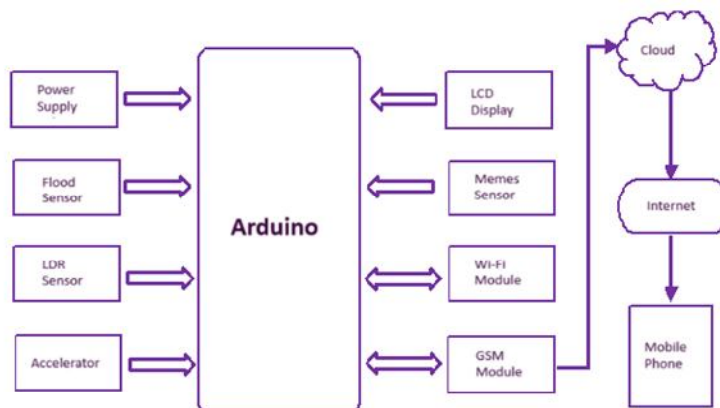 Power
Supply
Flood
Sensor
LDR
Sensor
Accelerator
Arduino
LCD
Display
Memes
Sensor
WI-FI
Module
GSM
Module
Cloud
Internet
Mobile
Phone